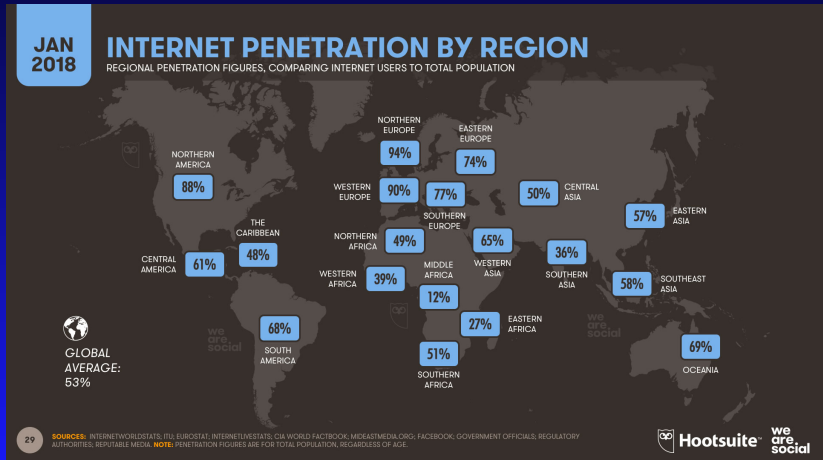 JAN
2018
INTERNET PENETRATION BY REGION
REGIONAL PENETRATION FIGURES, COMPARING INTERNET USERS TO TOTAL POPULATION
NORTHERN
AMERICA
88%
CENTRAL
AMERICA
61%
THE
CARIBBEAN
48%
68%
SOUTH
AMERICA
NORTHERN
EUROPE
94%
WESTERN
EUROPE
90%
EASTERN
EUROPE
74%
77%
SOUTHERN
EUROPE
NORTHERN
AFRICA
49%
WESTERN
AFRICA
39%
MIDDLE
AFRICA
12%
27%
EASTERN
AFRICA
51%
SOUTHERN
AFRICA
65%
WESTERN
ASIA
50%
CENTRAL
ASIA
36%
SOUTHERN
ASIA
57%
EASTERN
ASIA
58%
SOUTHEAST
ASIA
69%
OCEANIA
GLOBAL
AVERAGE:
53%
we
are
social
we
are
social
29
SOURCES: INTERNETWORLDSTATS; ITU; EUROSTAT; INTERNETLIVESTATS; CIA WORLD FACTBOOK; MIDEASTMEDIA.ORG; FACEBOOK; GOVERNMENT OFFICIALS; REGULATORY
AUTHORITIES; REPUTABLE MEDIA. NOTE: PENETRATION FIGURES ARE FOR TOTAL POPULATION, REGARDLESS OF AGE.
Hootsuite™
we
are
social